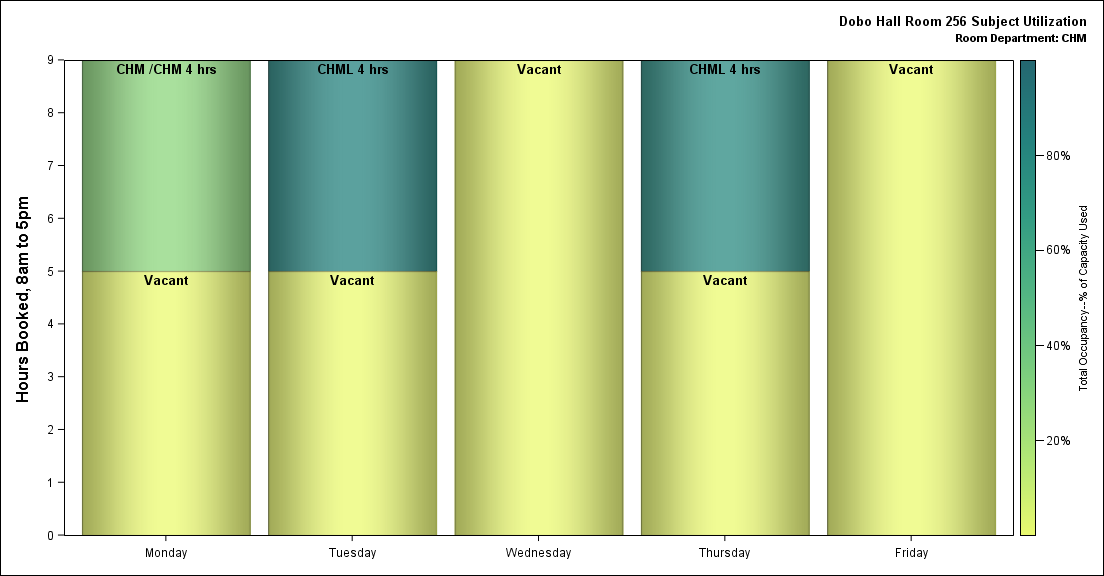 Dobo Hall Room 256 Subject Utilization
Room Department: CHM
Hours Booked, 8am to 5pm
9
8
7
6
5
4
3
2
1
0
CHM /CHM 4 hrs
CHML 4 hrs
Vacant
CHML 4 hrs
Vacant
Vacant
Vacant
Vacant
Monday
Tuesday
Wednesday
Thursday
Friday
80%
60%
40%
20%
Total Occupancy--% of Capacity Used